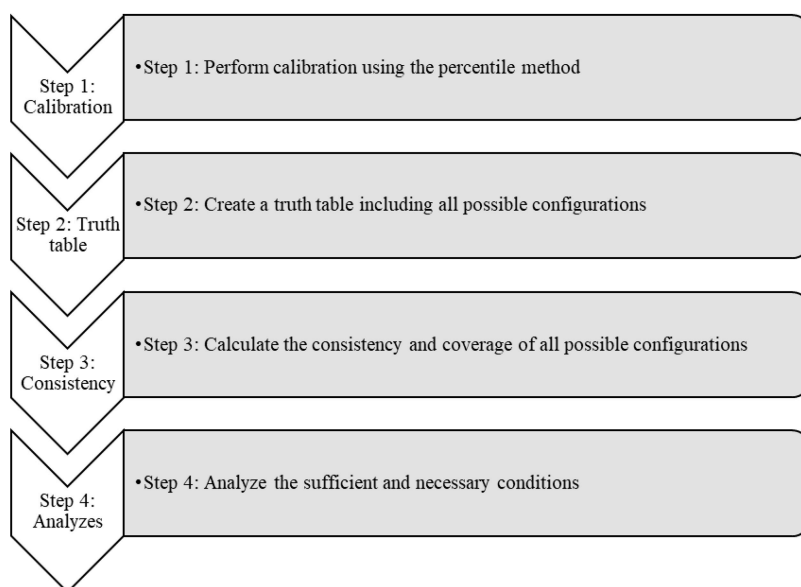 Step 1:
Calibration
•Step 1: Perform calibration using the percentile method
Step 2: Truth
table
•Step 2: Create a truth table including all possible configurations
Step 3:
Consistency
•Step 3: Calculate the consistency and coverage of all possible configurations
Step 4:
Analyzes
•Step 4: Analyze the sufficient and necessary conditions